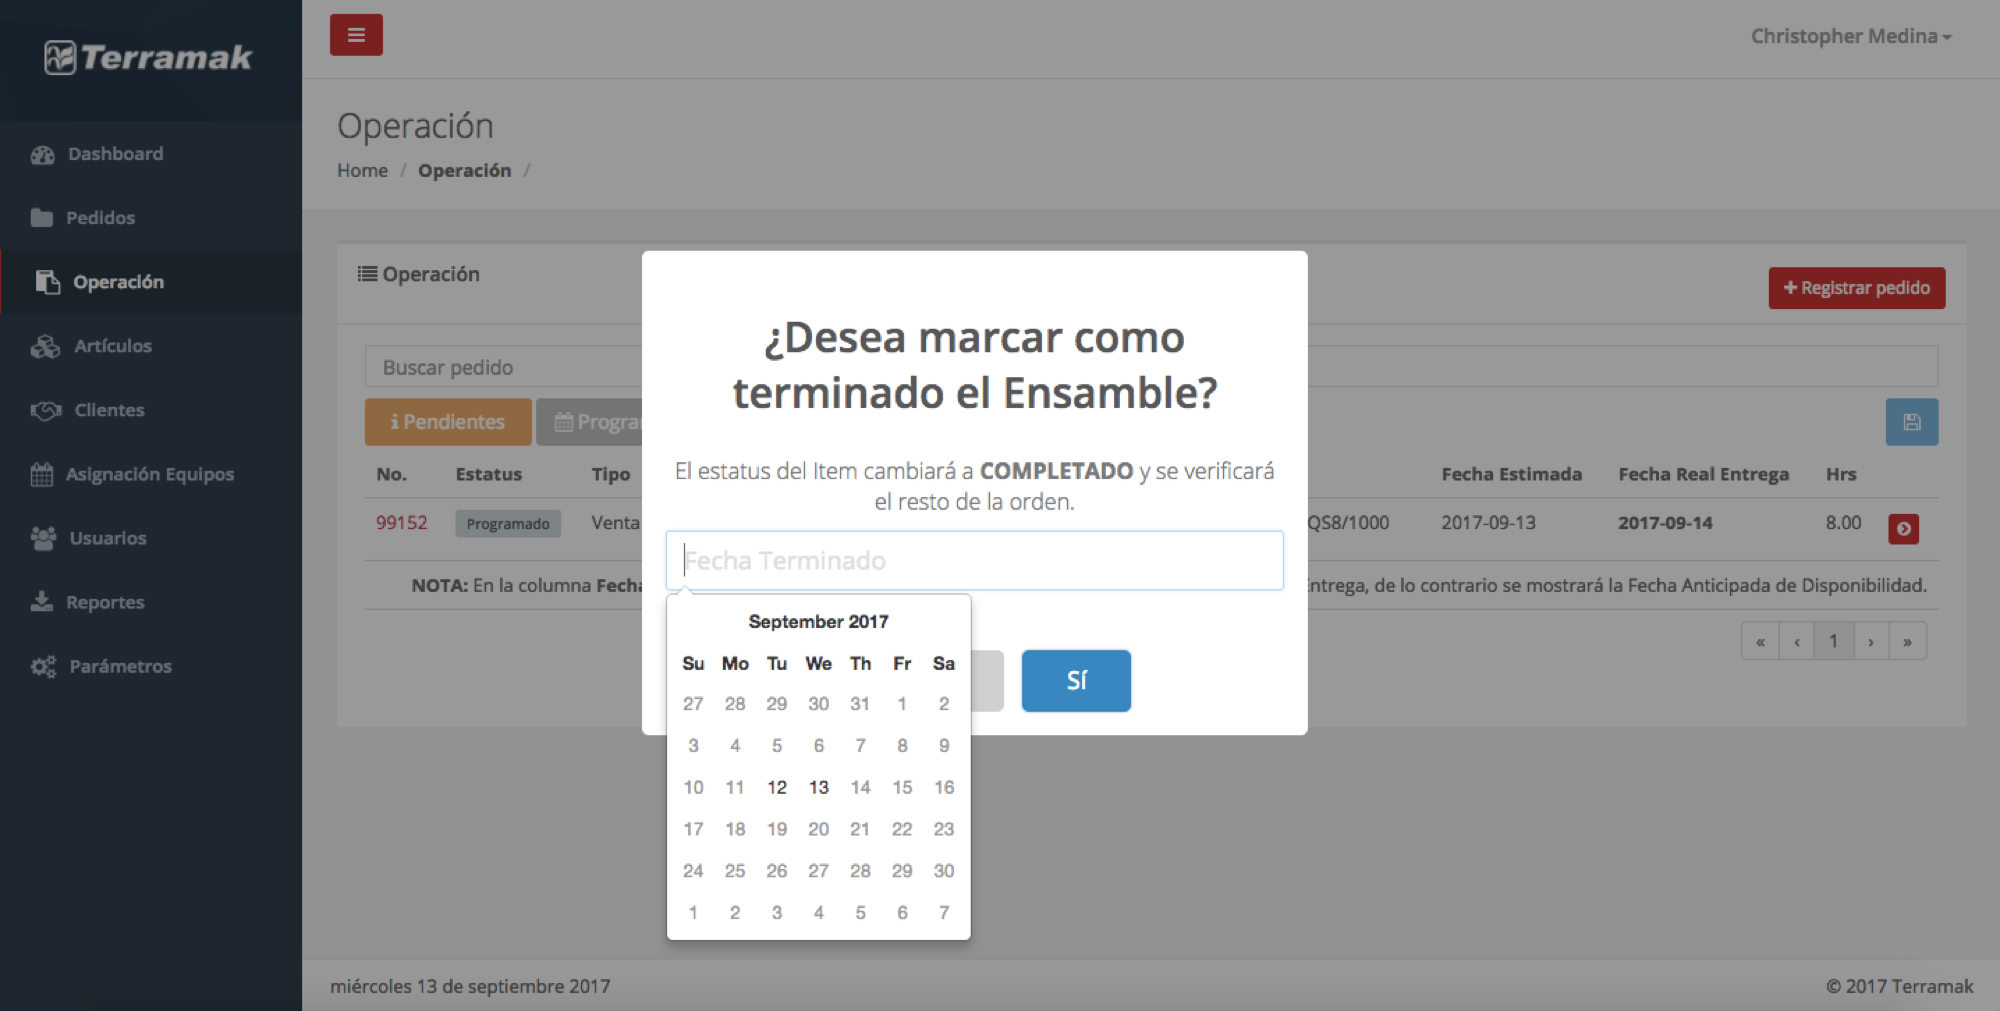 Terramak
Christopher Medina
Operación
Home / Operación /
Dashboard
Pedidos
Operación
Artículos
Clientes
Asignación Equipos
Usuarios
Reportes
Parámetros
Operación
+ Registrar pedido
Buscar pedido
Pendientes
No. Estatus Tipo Fecha Estimada Fecha Real Entrega Hrs
99152 Programado Venta QS8/1000 2017-09-13 2017-09-14 8.00
NOTA: En la columna Fecha ntrega, de lo contrario se mostrará la Fecha Anticipada de Disponibilidad.
« ‹ 1 › »
¿Desea marcar como
terminado el Ensamble?
El estatus del Item cambiará a COMPLETADO y se verificará
el resto de la orden.
Fecha Terminado
Sí
September 2017
Su Mo Tu We Th Fr Sa
27 28 29 30 31 1 2
3 4 5 6 7 8 9
10 11 12 13 14 15 16
17 18 19 20 21 22 23
24 25 26 27 28 29 30
1 2 3 4 5 6 7
miércoles 13 de septiembre 2017
© 2017 Terramak